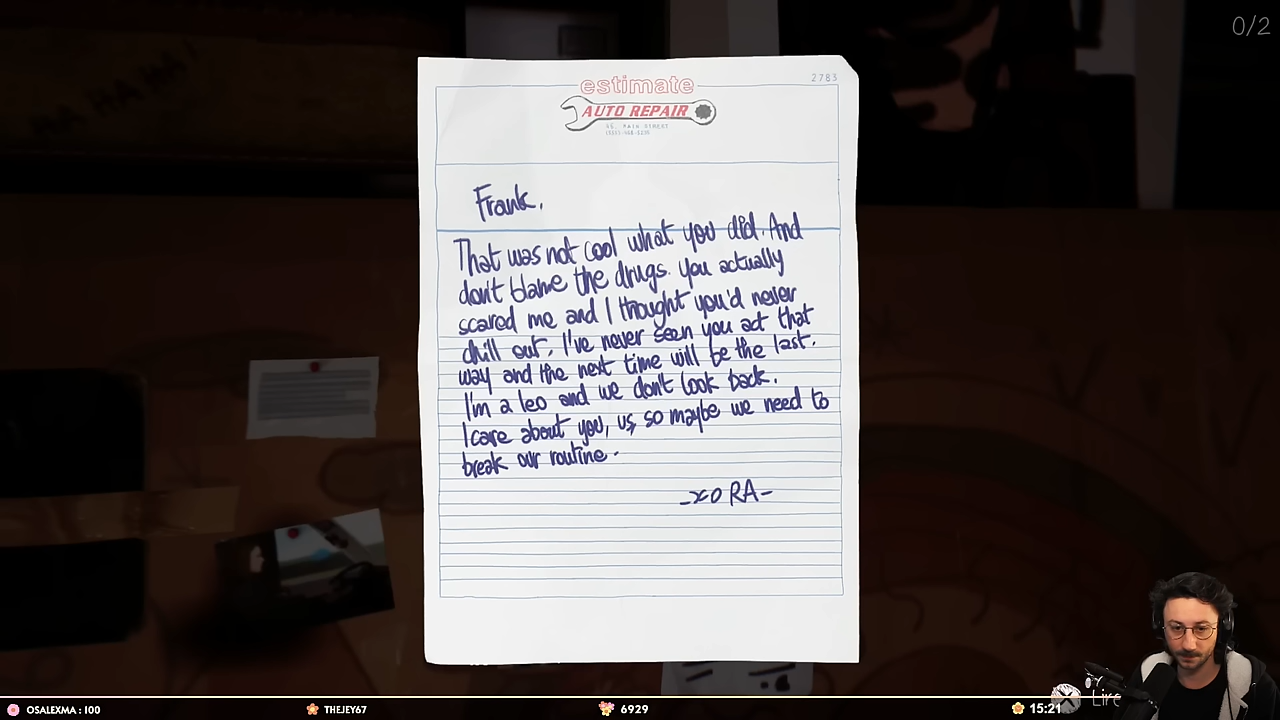 0/2
HA HA HA!
estimate
2783
AUTO REPAIR
Frank.
That was not cool what you did. And
don't blame the drugs. You actually
scared me and I thought you'd never
chill out. I've never seen you act that
way and the next time will be the last.
I'm a leo and we don't look back.
I care about you, us, so maybe we need to
break our routine.
-xo RA-
OSALEXMA : 100
THEJEY67
6929
15:21